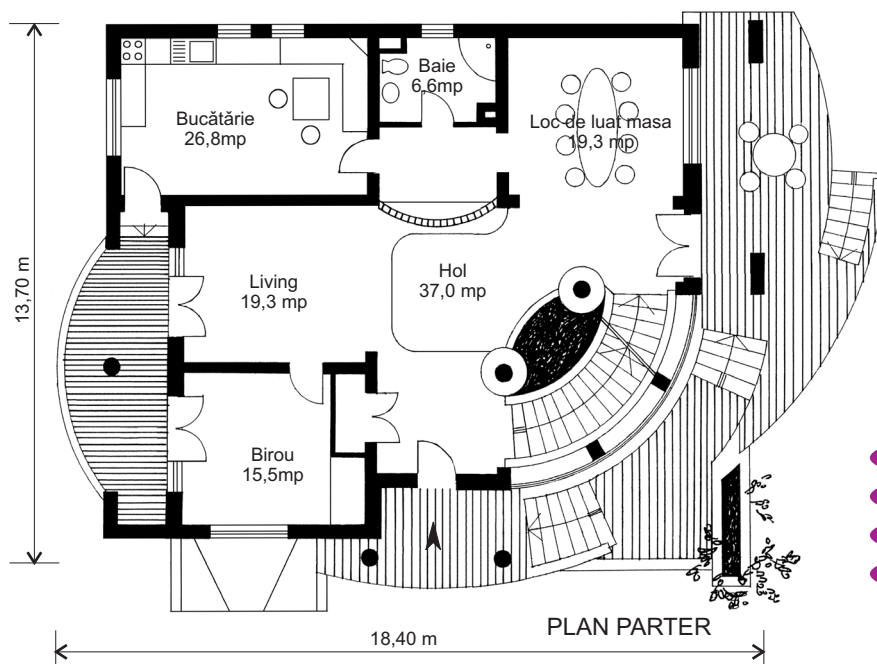 Baie
6,6mp
Bucătărie
26,8mp
Loc de luat masa
19,3 mp
Living
19,3 mp
Hol
37,0 mp
13,70 m
Birou
15,5mp
PLAN PARTER
18,40 m